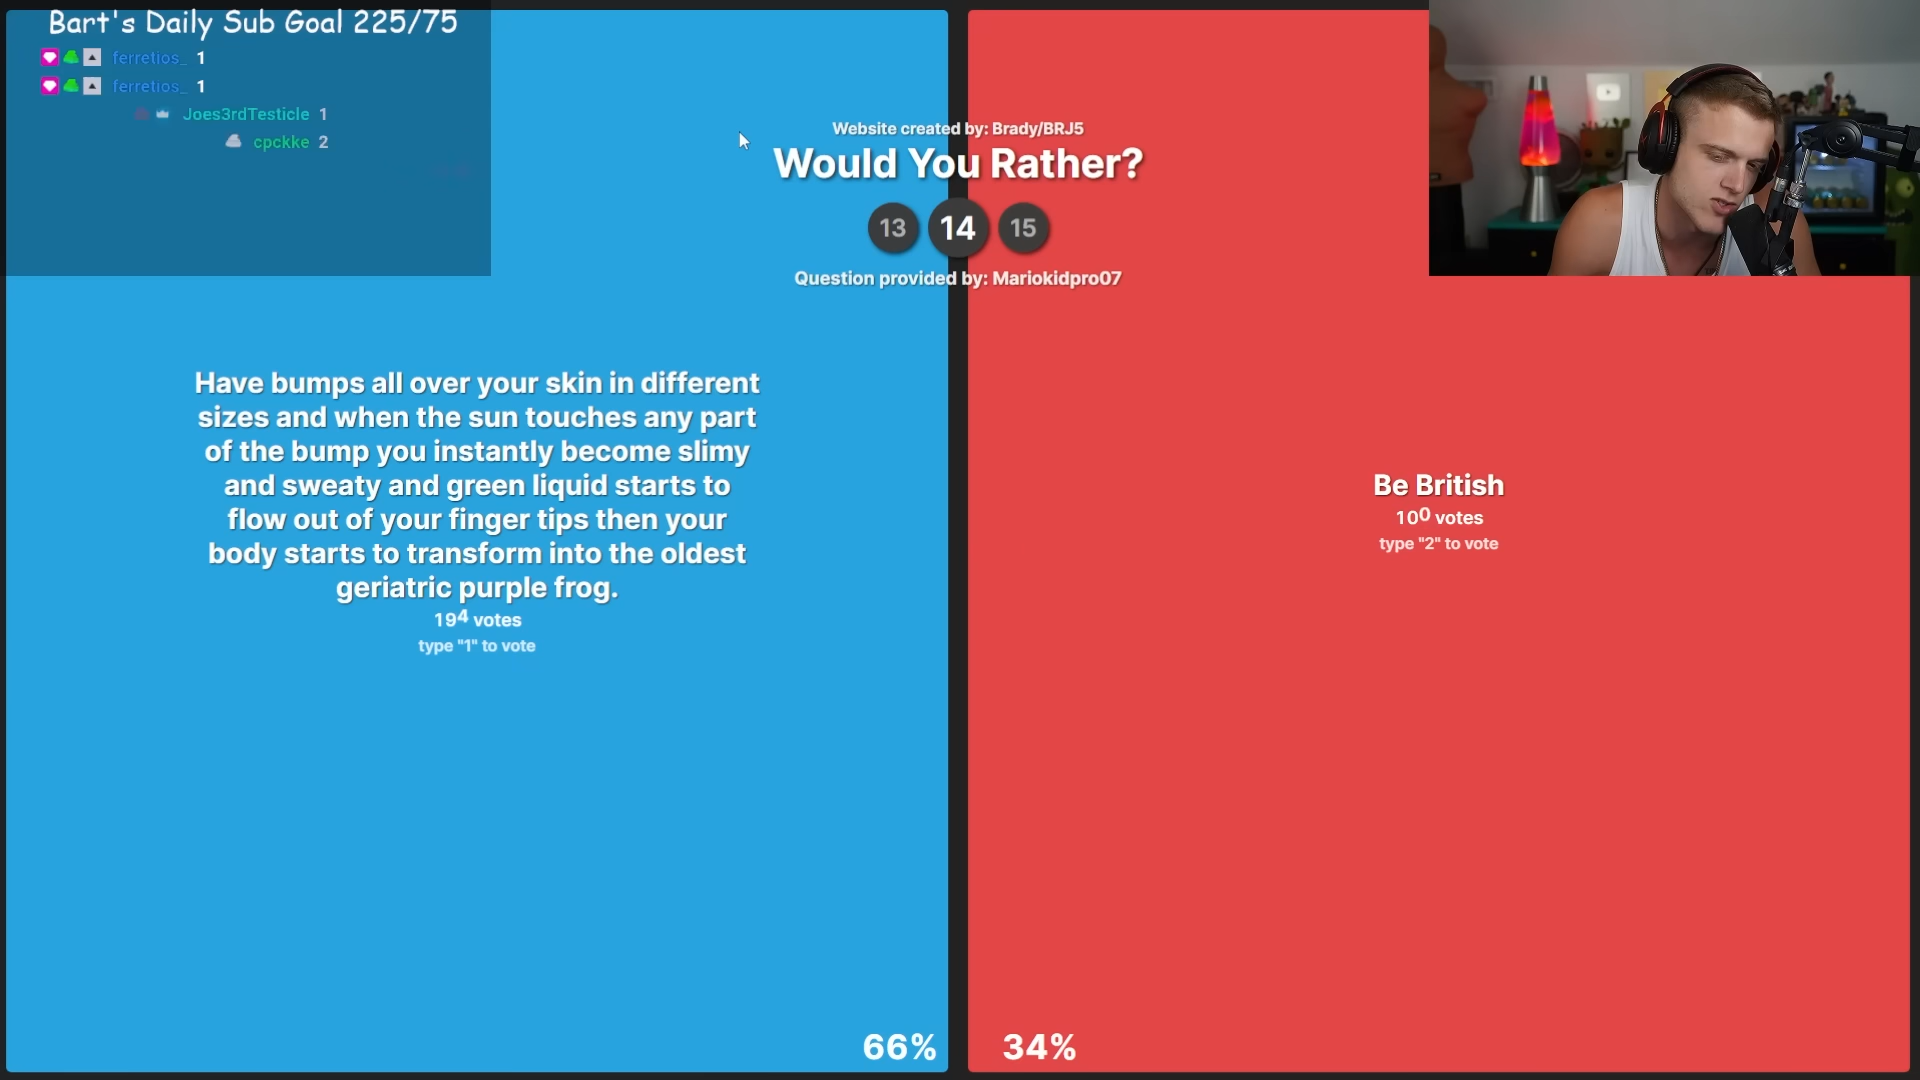 Bart's Daily Sub Goal 225/75
ferretios_ 1
ferretios_ 1
Joes3rdTesticle 1
cpckke 2
Website created by: Brady/BRJ5
Would You Rather?
13 14 15
Question provided by: Mariokidpro07
Have bumps all over your skin in different
sizes and when the sun touches any part
of the bump you instantly become slimy
and sweaty and green liquid starts to
flow out of your finger tips then your
body starts to transform into the oldest
geriatric purple frog.
194 votes
type "1" to vote
66%
Be British
100 votes
type "2" to vote
34%